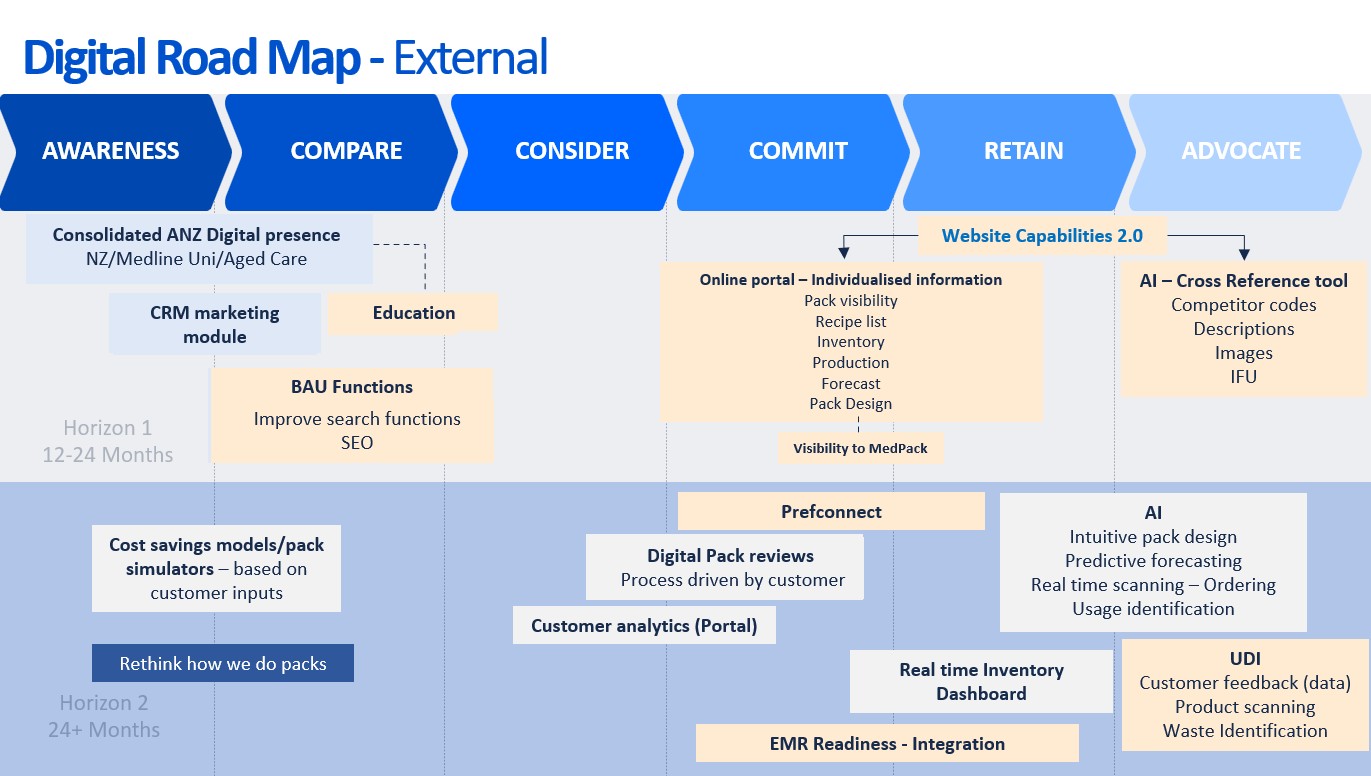 Digital Road Map - External
AWARENESS
COMPARE
CONSIDER
COMMIT
RETAIN
ADVOCATE
Consolidated ANZ Digital presence
NZ/Medline Uni/Aged Care
CRM marketing
module
Education
BAU Functions
Improve search functions
SEO
Horizon 1
12-24 Months
Website Capabilities 2.0
Online portal – Individualised information
Pack visibility
Recipe list
Inventory
Production
Forecast
Pack Design
Visibility to MedPack
AI – Cross Reference tool
Competitor codes
Descriptions
Images
IFU
Cost savings models/pack
simulators – based on
customer inputs
Rethink how we do packs
Horizon 2
24+ Months
Prefconnect
Digital Pack reviews
Process driven by customer
Customer analytics (Portal)
AI
Intuitive pack design
Predictive forecasting
Real time scanning – Ordering
Usage identification
Real time Inventory
Dashboard
UDI
Customer feedback (data)
Product scanning
Waste Identification
EMR Readiness - Integration